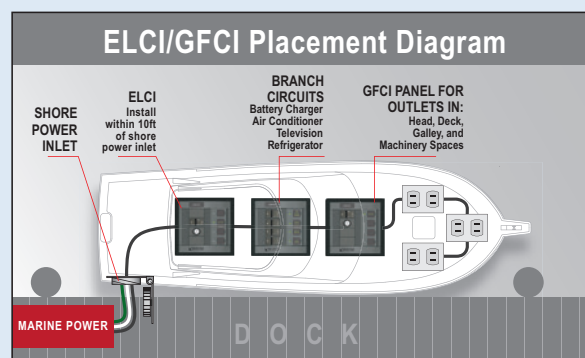 ELCI/GFCI Placement Diagram
SHORE
POWER
INLET
ELCI
Install
within 10ft
of shore
power inlet
BRANCH
CIRCUITS
Battery Charger
Air Conditioner
Television
Refrigerator
GFCI PANEL FOR
OUTLETS IN:
Head, Deck,
Galley, and
Machinery Spaces
MARINE POWER
DOCK